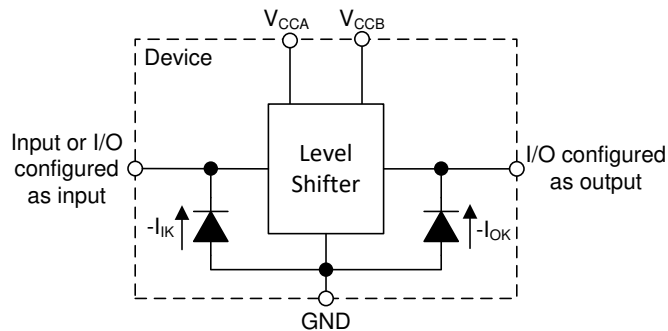 VCCA VCCB
Device
Input or I/O
configured
as input
Level
Shifter
I/O configured
as output
-IIK
-IOK
GND